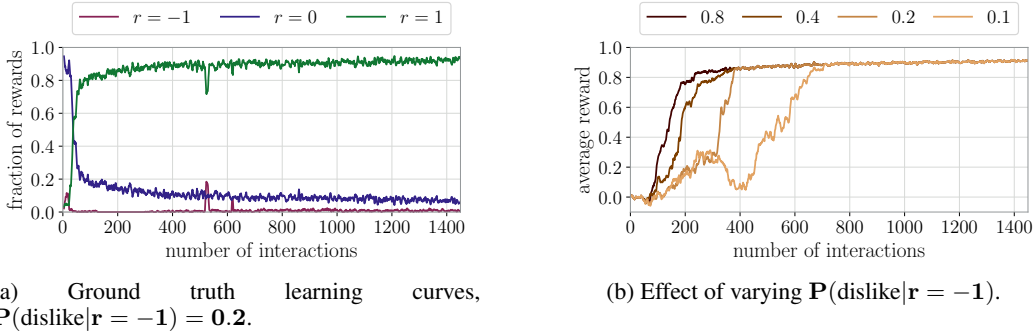 r = −1 r = 0 r = 1
fraction of rewards
1.0
0.8
0.6
0.4
0.2
0.0
0 200 400 600 800 1000 1200 1400
number of interactions
a) Ground truth learning curves,
P(dislike|r = −1) = 0.2.
0.8 0.4 0.2 0.1
average reward
1.0
0.8
0.6
0.4
0.2
0.0
0 200 400 600 800 1000 1200 1400
number of interactions
(b) Effect of varying P(dislike|r = −1).